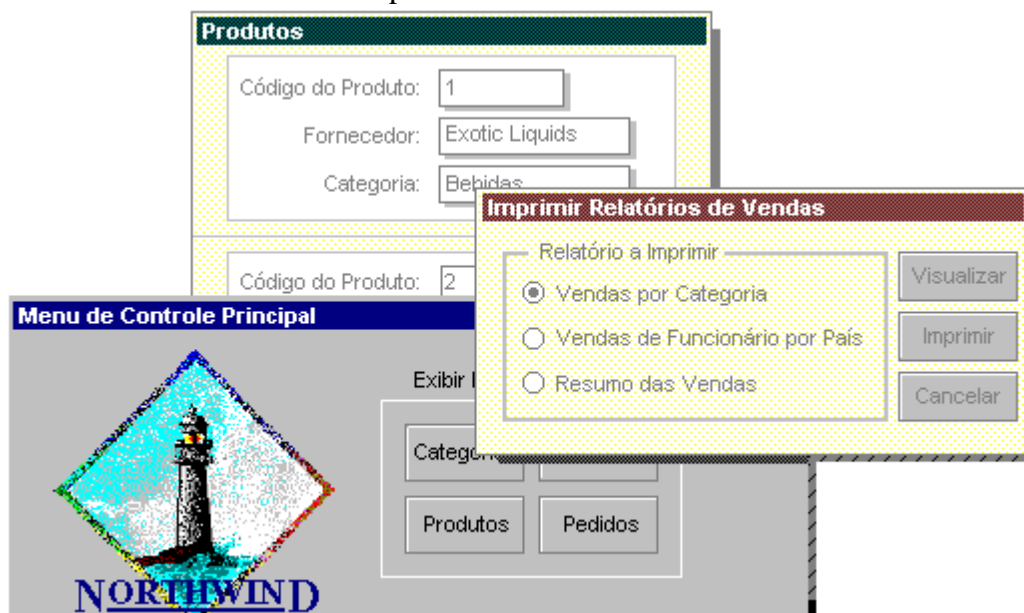 Produtos
Código do Produto: 1
Fornecedor: Exotic Liquids
Categoria: Bebidas
Código do Produto: 2
Imprimir Relatórios de Vendas
Relatório a Imprimir
Vendas por Categoria
Vendas de Funcionário por País
Resumo das Vendas
Visualizar
Imprimir
Cancelar
Menu de Controle Principal
Exibir
Produtos
Pedidos
NORTHWIND